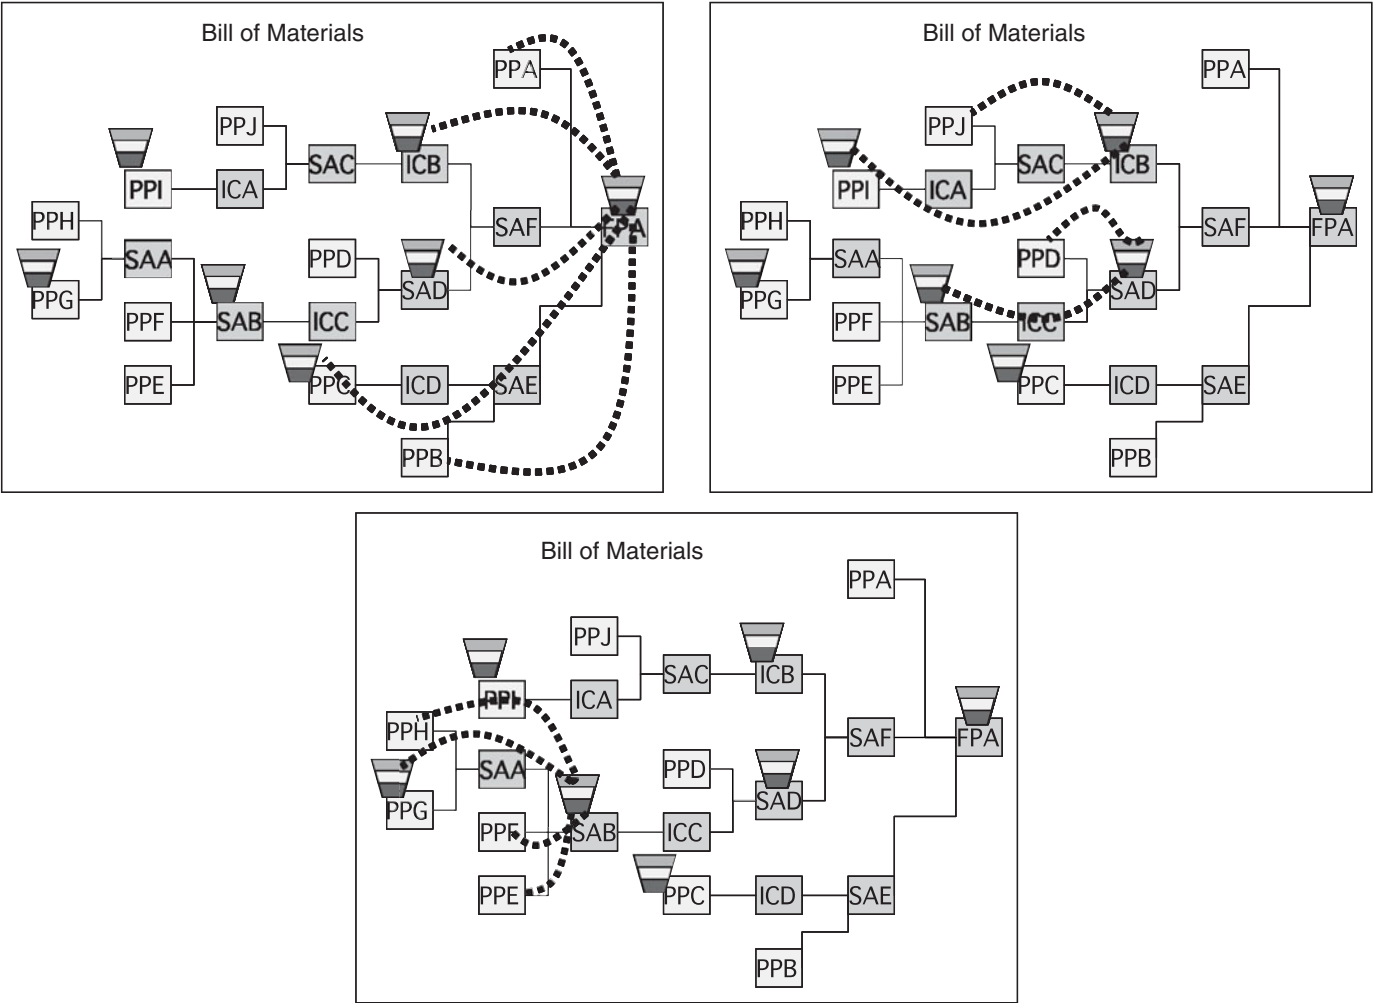 Bill of Materials
PPA
PPJ
SAC
ICB
PPI
ICA
PPH
SAF
FPA
SAA
PPD
SAD
PPG
PPF
SAB
ICC
PPE
PPC
ICD
SAE
PPB
Bill of Materials
PPA
PPJ
SAC
ICB
PPI
ICA
PPH
SAF
FPA
SAA
PPD
SAD
PPG
PPF
SAB
ICC
PPE
PPC
ICD
SAE
PPB
Bill of Materials
PPA
PPJ
SAC
ICB
PPI
ICA
PPH
SAF
FPA
SAA
PPD
SAD
PPG
PPF
SAB
ICC
PPE
PPC
ICD
SAE
PPB